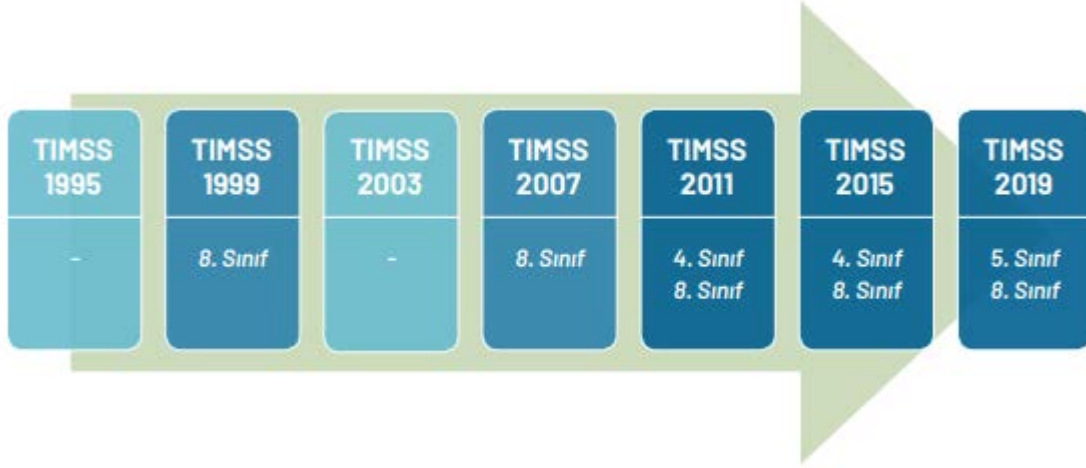 TIMSS
1995
-
TIMSS
1999
8. Sınıf
TIMSS
2003
-
TIMSS
2007
8. Sınıf
TIMSS
2011
4. Sınıf
8. Sınıf
TIMSS
2015
4. Sınıf
8. Sınıf
TIMSS
2019
5. Sınıf
8. Sınıf